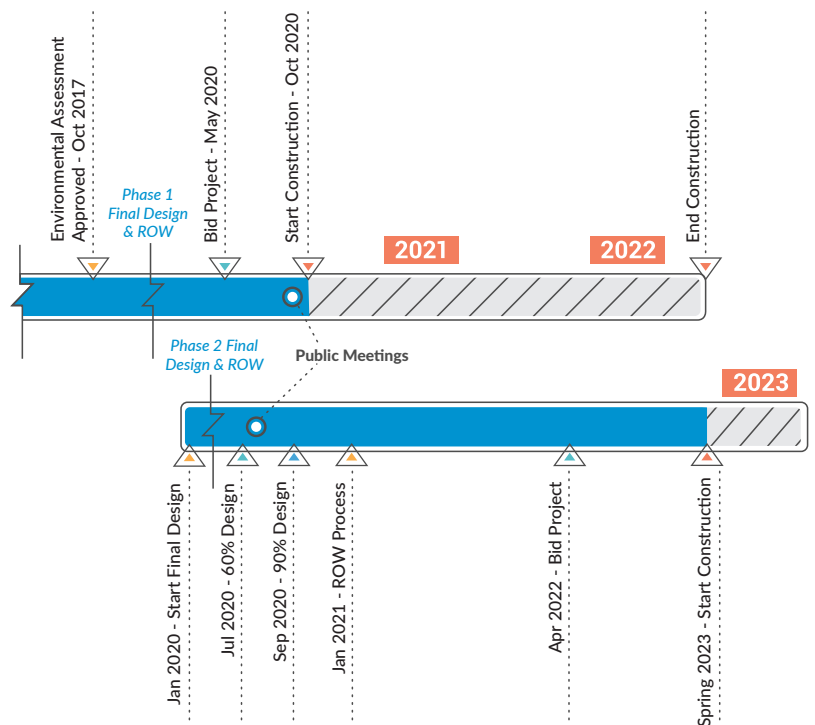 Environmental Assessment
Approved - Oct 2017
Phase 1
Final Design
& ROW
Bid Project - May 2020
Start Construction - Oct 2020
2021
2022
End Construction
Phase 2 Final
Design & ROW
Public Meetings
2023
Jan 2020 - Start Final Design
Jul 2020 - 60% Design
Sep 2020 - 90% Design
Jan 2021 - ROW Process
Apr 2022 - Bid Project
Spring 2023 - Start Construction